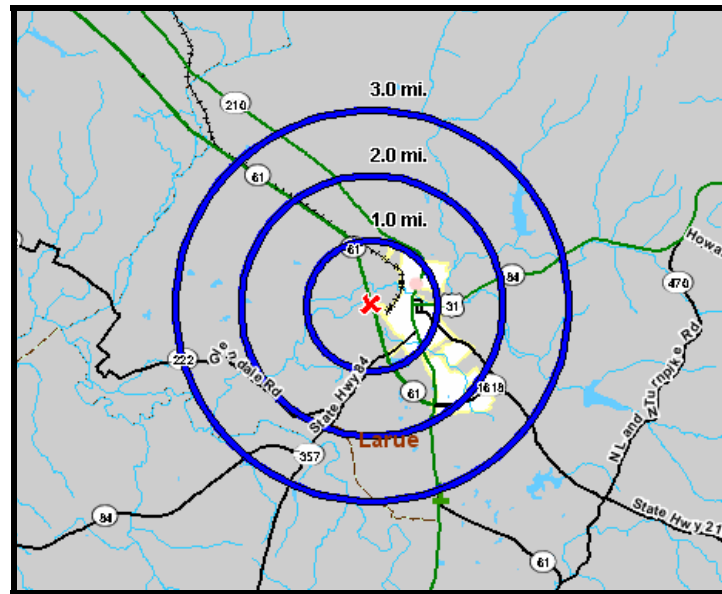 3.0 mi.
210
2.0 mi.
61
1.0 mi.
61
Howa
84
470
31
222
Glendale Rd
State Hwy 84
61
1618
N L and N Turnpike Rd
Larue
357
84
State Hwy 21
61